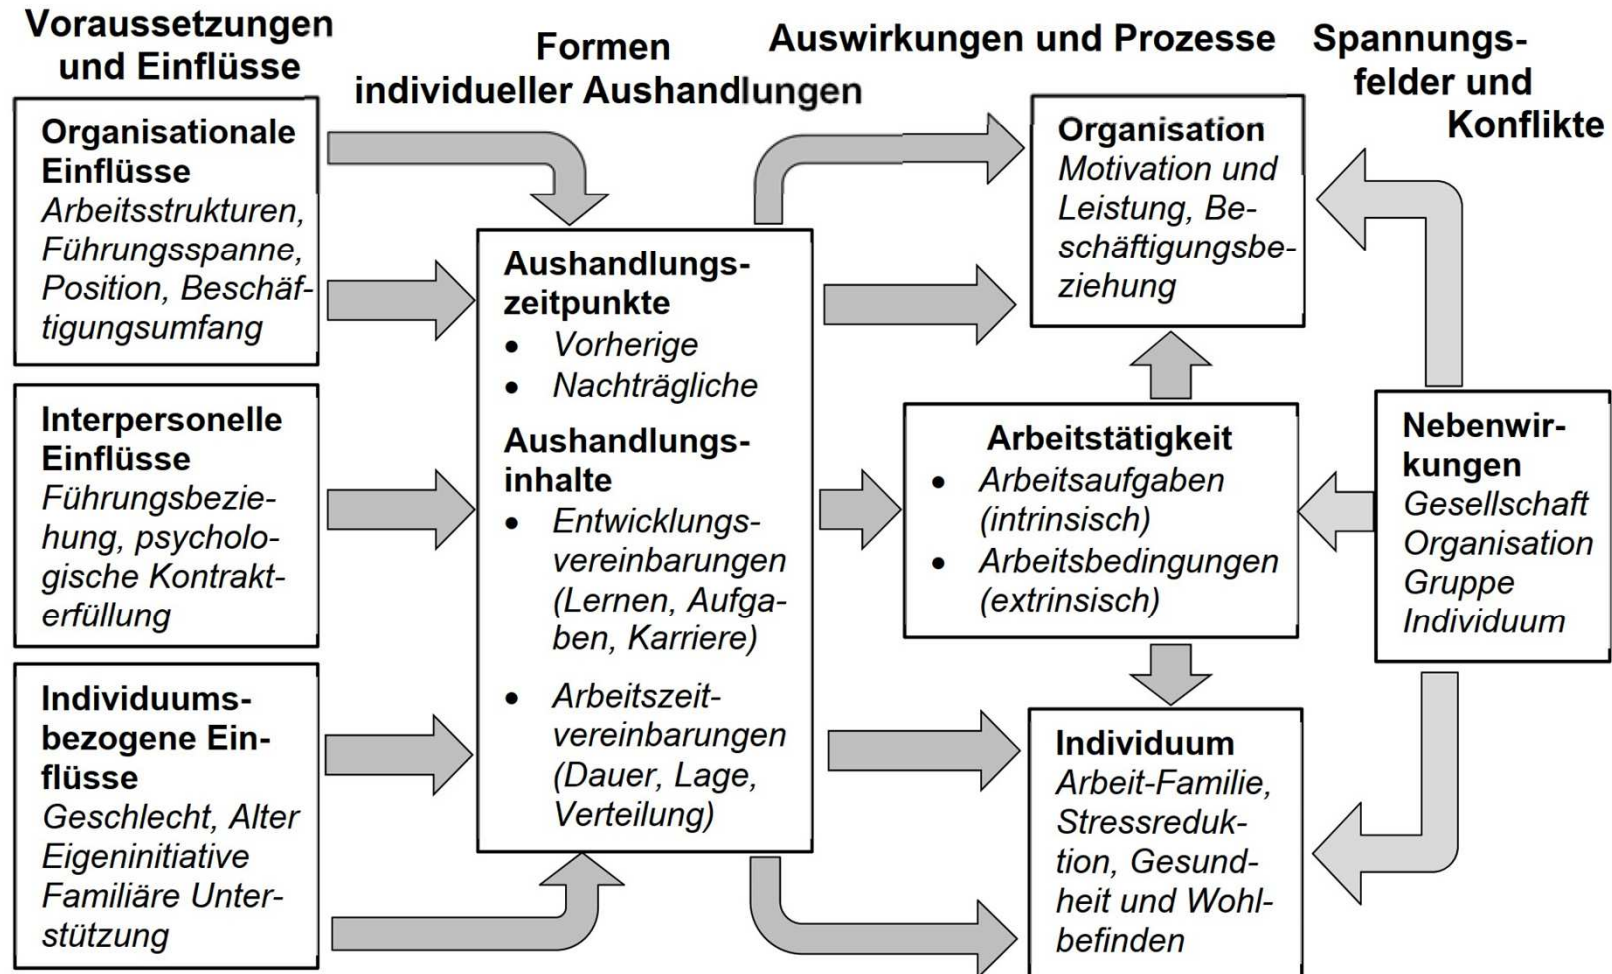 Voraussetzungen
und Einflüsse
Formen
individueller Aushandlungen
Auswirkungen und Prozesse
Spannungs-
felder und
Konflikte
Organisationale
Einflüsse
Arbeitsstrukturen,
Führungsspanne,
Position, Beschäf-
tigungsumfang
Interpersonelle
Einflüsse
Führungsbezie-
hung, psycholo-
gische Kontrakt-
erfüllung
Individuums-
bezogene Ein-
flüsse
Geschlecht, Alter
Eigeninitiative
Familiäre Unter-
stützung
Aushandlungs-
zeitpunkte
• Vorherige
• Nachträgliche
Aushandlungs-
inhalte
• Entwicklungs-
vereinbarungen
(Lernen, Aufga-
ben, Karriere)
• Arbeitszeit-
vereinbarungen
(Dauer, Lage,
Verteilung)
Organisation
Motivation und
Leistung, Be-
schäftigungsbe-
ziehung
Arbeitstätigkeit
• Arbeitsaufgaben
(intrinsisch)
• Arbeitsbedingungen
(extrinsisch)
Individuum
Arbeit-Familie,
Stressreduk-
tion, Gesund-
heit und Wohl-
befinden
Nebenwir-
kungen
Gesellschaft
Organisation
Gruppe
Individuum